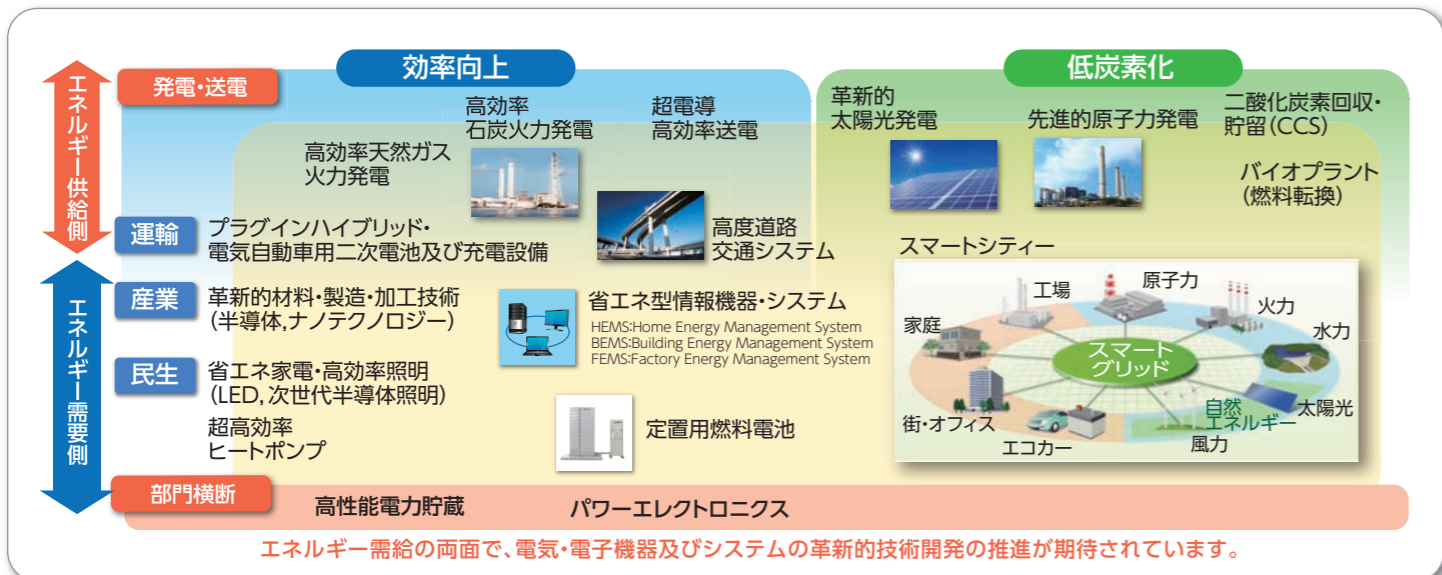 効率向上
低炭素化
エネルギー供給側
発電・送電
高効率
石炭火力発電
超電導
高効率送電
高効率天然ガス
火力発電
革新的
太陽光発電
先進的原子力発電
二酸化炭素回収・
貯留(CCS)
バイオプラント
(燃料転換)
運輸
プラグインハイブリッド・
電気自動車用二次電池及び充電設備
高度道路
交通システム
エネルギー需要側
産業
革新的材料・製造・加工技術
(半導体,ナノテクノロジー)
省エネ型情報機器・システム
HEMS:Home Energy Management System
BEMS:Building Energy Management System
FEMS:Factory Energy Management System
民生
省エネ家電・高効率照明
(LED,次世代半導体照明)
超高効率
ヒートポンプ
定置用燃料電池
スマートシティー
工場
原子力
火力
家庭
水力
スマート
グリッド
街・オフィス
エコカー
自然
エネルギー
太陽光
風力
部門横断
高性能電力貯蔵
パワーエレクトロニクス
エネルギー需給の両面で、電気・電子機器及びシステムの革新的技術開発の推進が期待されています。